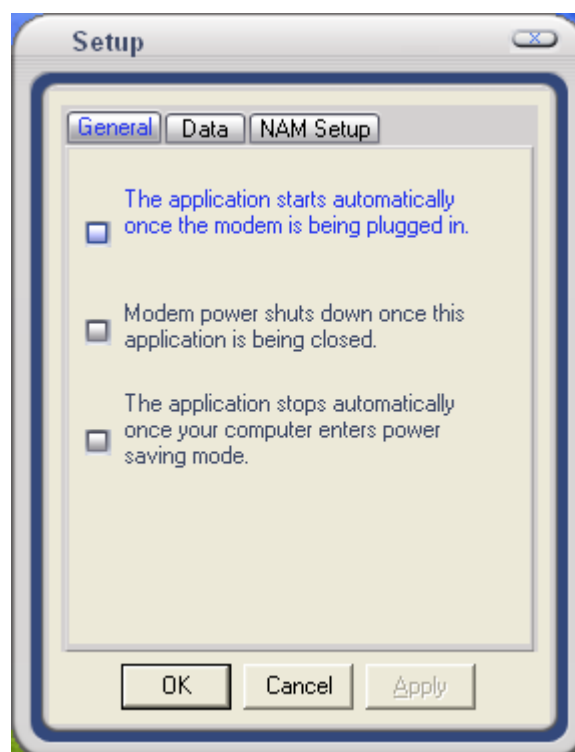 Setup
General Data NAM Setup
The application starts automatically
once the modem is being plugged in.
Modem power shuts down once this
application is being closed.
The application stops automatically
once your computer enters power
saving mode.
OK Cancel Apply